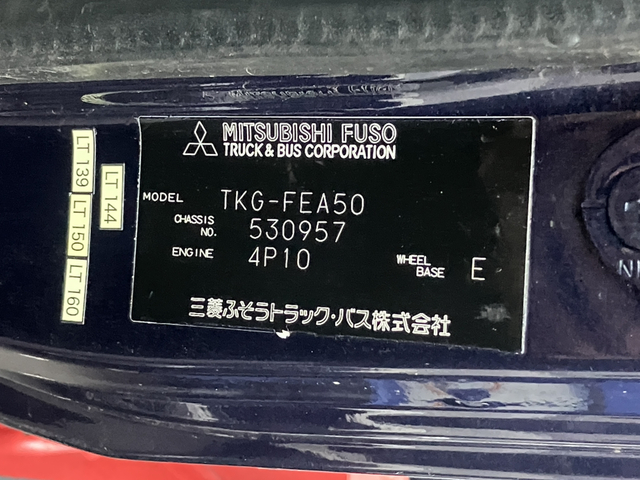 MITSUBISHI FUSO
TRUCK & BUS CORPORATION
MODEL TKG-FEA50
CHASSIS NO. 530957
ENGINE 4P10
WHEEL BASE E
三菱ふそうトラック・バス株式会社
LT 139
LT 144
LT 150
LT 160